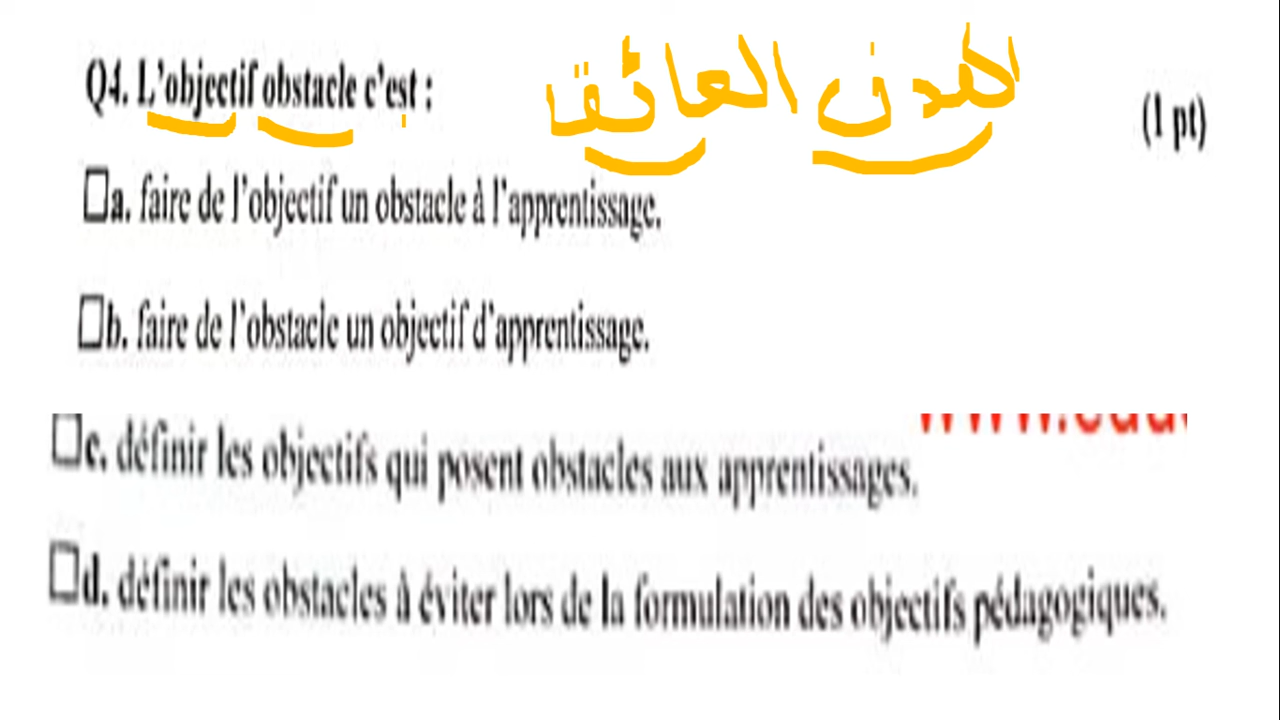 Q4. L'objectif obstacle c'est :
الهدف العائق
(1 pt)
□a. faire de l'objectif un obstacle à l'apprentissage.
□b. faire de l'obstacle un objectif d'apprentissage.
□c. définir les objectifs qui posent obstacles aux apprentissages.
□d. définir les obstacles à éviter lors de la formulation des objectifs pédagogiques.